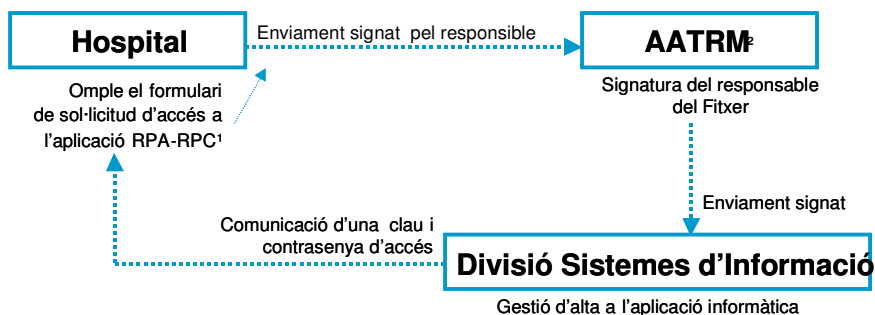 Hospital
Enviament signat pel responsible
AATRM²
Omple el formulari
de sol·licitud d'accés a
l'aplicació RPA-RPC¹
Signatura del responsable
del Fitxer
Enviament signat
Comunicació d'una clau i
contrasenya d'accés
Divisió Sistemes d'Informació
Gestió d'alta a l'aplicació informàtica